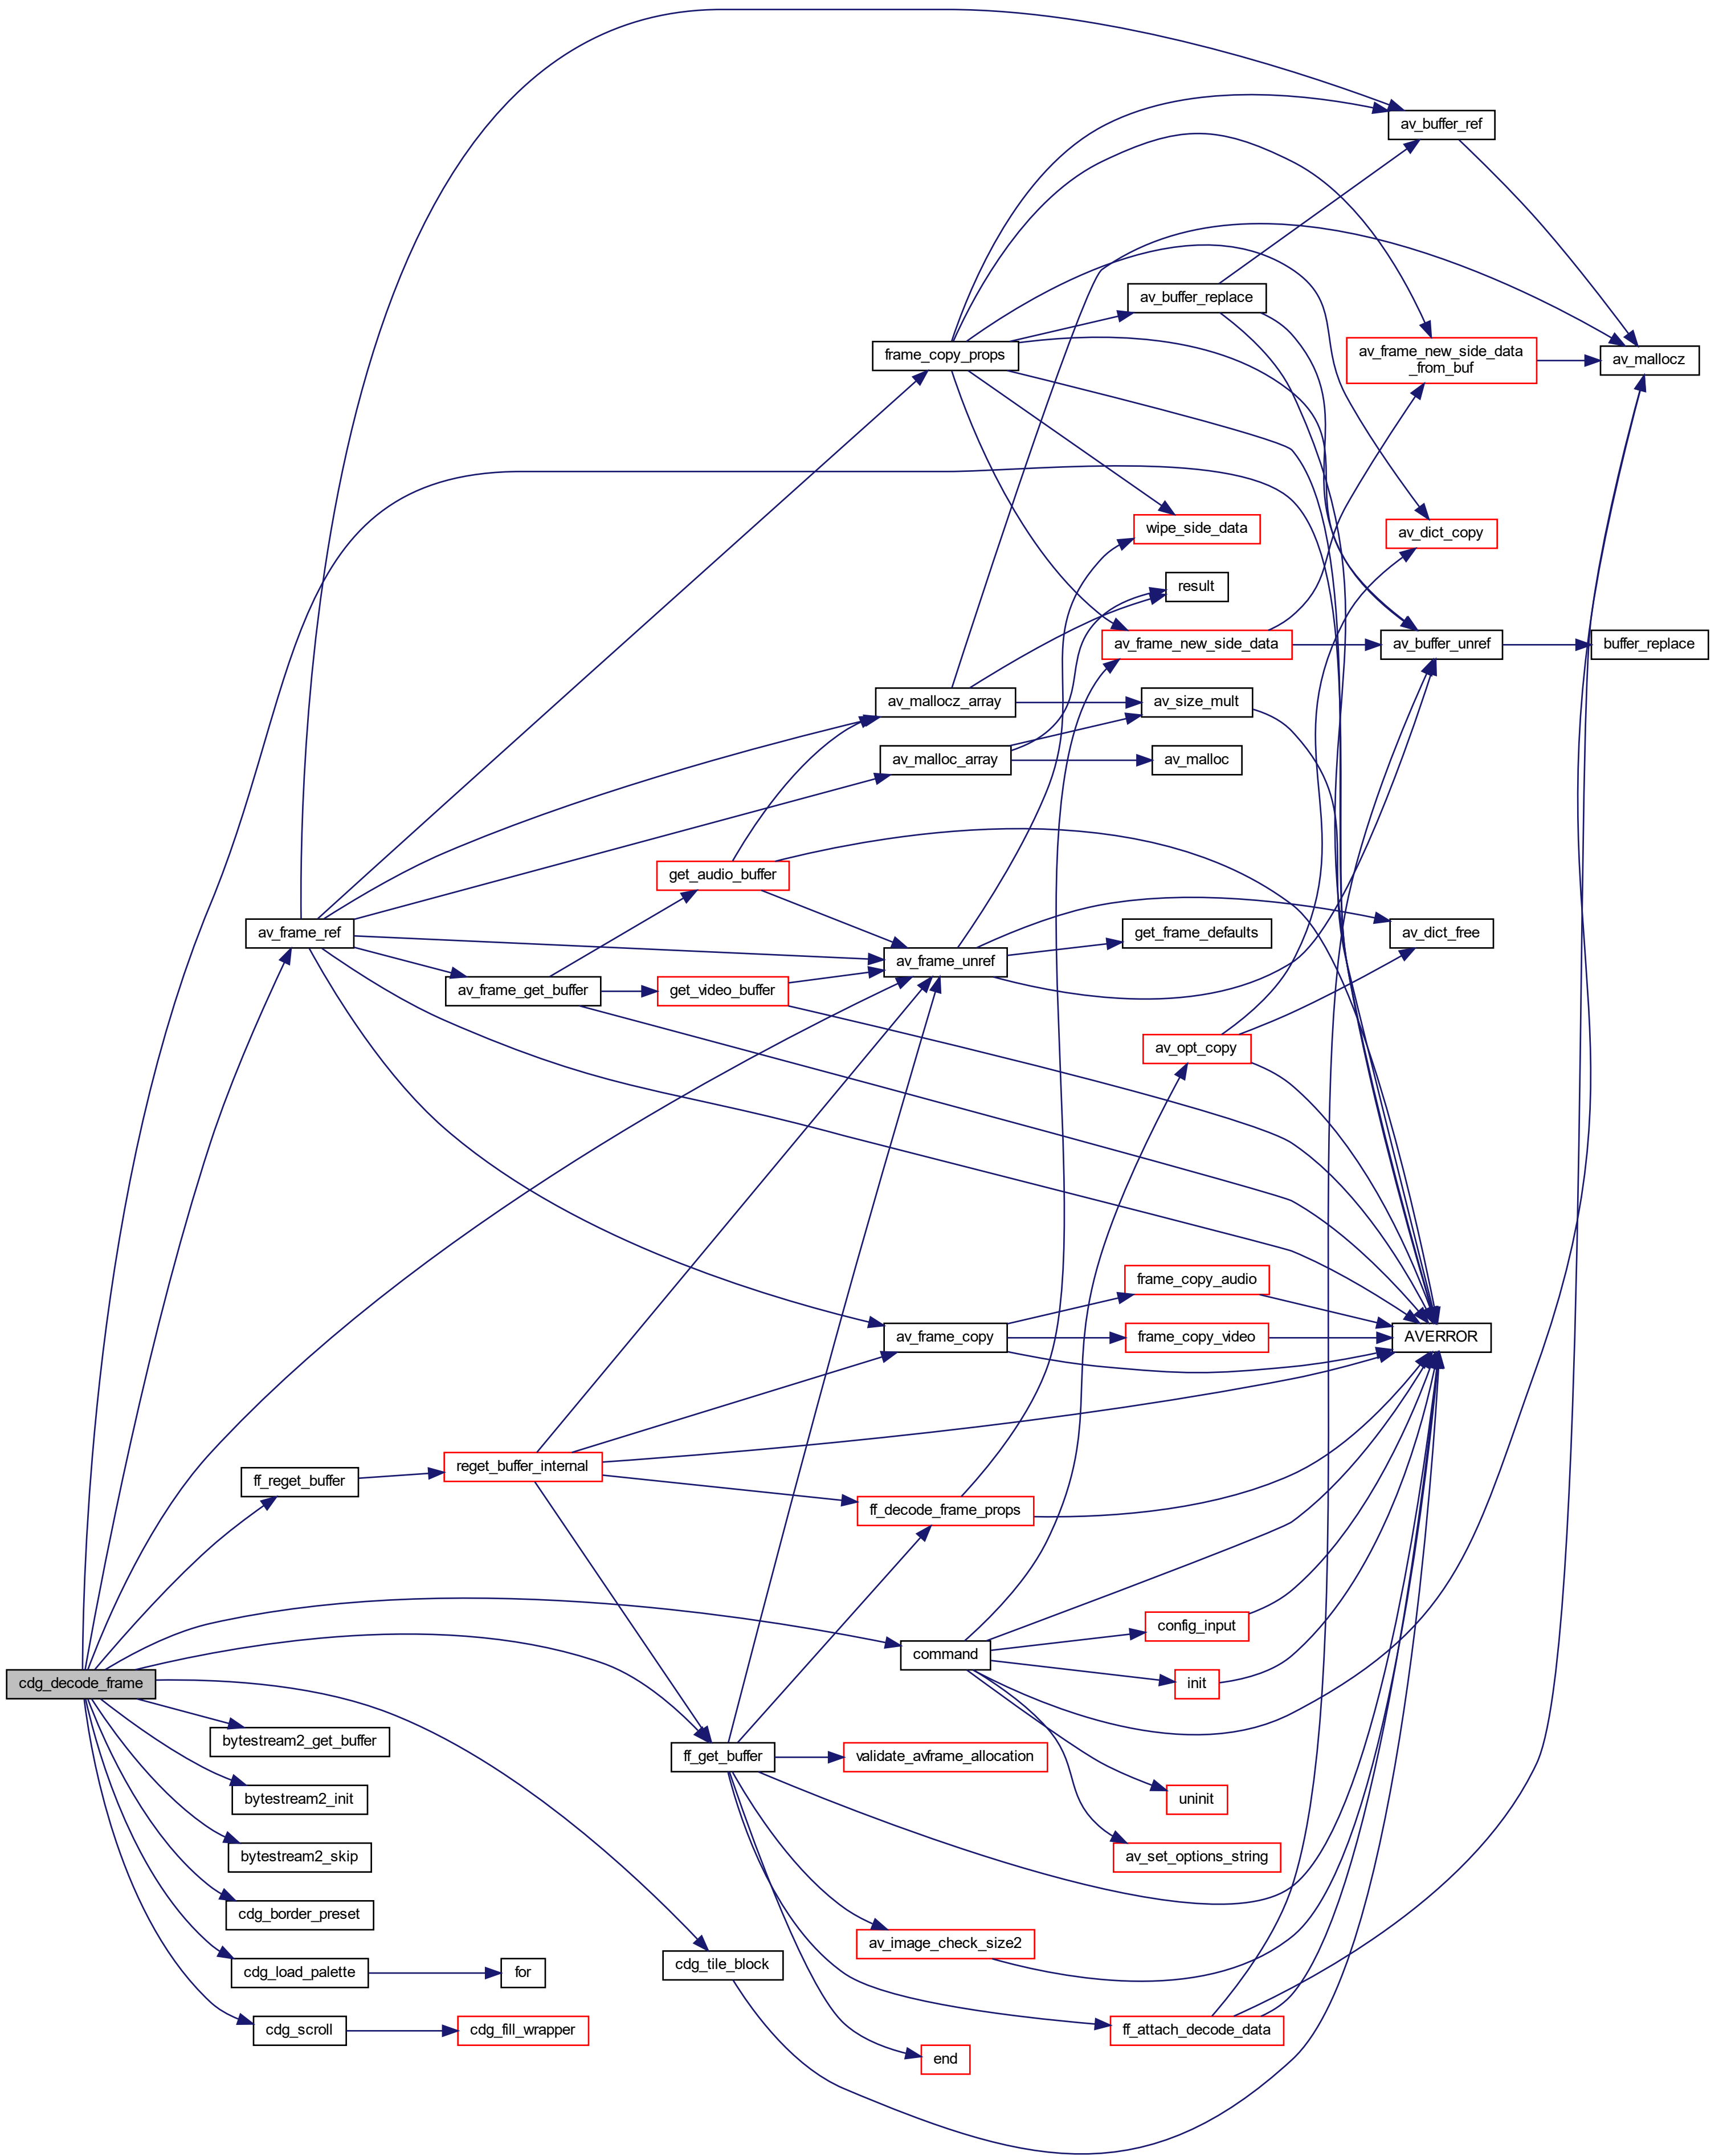 av_buffer_ref
av_buffer_replace
frame_copy_props
av_frame_new_side_data
_from_buf
av_mallocz
wipe_side_data
av_dict_copy
result
av_frame_new_side_data
av_buffer_unref
buffer_replace
av_mallocz_array
av_size_mult
av_malloc_array
av_malloc
get_audio_buffer
av_frame_ref
get_frame_defaults
av_dict_free
av_frame_unref
av_frame_get_buffer
get_video_buffer
av_opt_copy
frame_copy_audio
av_frame_copy
frame_copy_video
AVERROR
reget_buffer_internal
ff_reget_buffer
ff_decode_frame_props
config_input
command
cdg_decode_frame
init
bytestream2_get_buffer
ff_get_buffer
validate_avframe_allocation
bytestream2_init
uninit
bytestream2_skip
av_set_options_string
cdg_border_preset
av_image_check_size2
cdg_tile_block
cdg_load_palette
for
cdg_scroll
cdg_fill_wrapper
ff_attach_decode_data
end